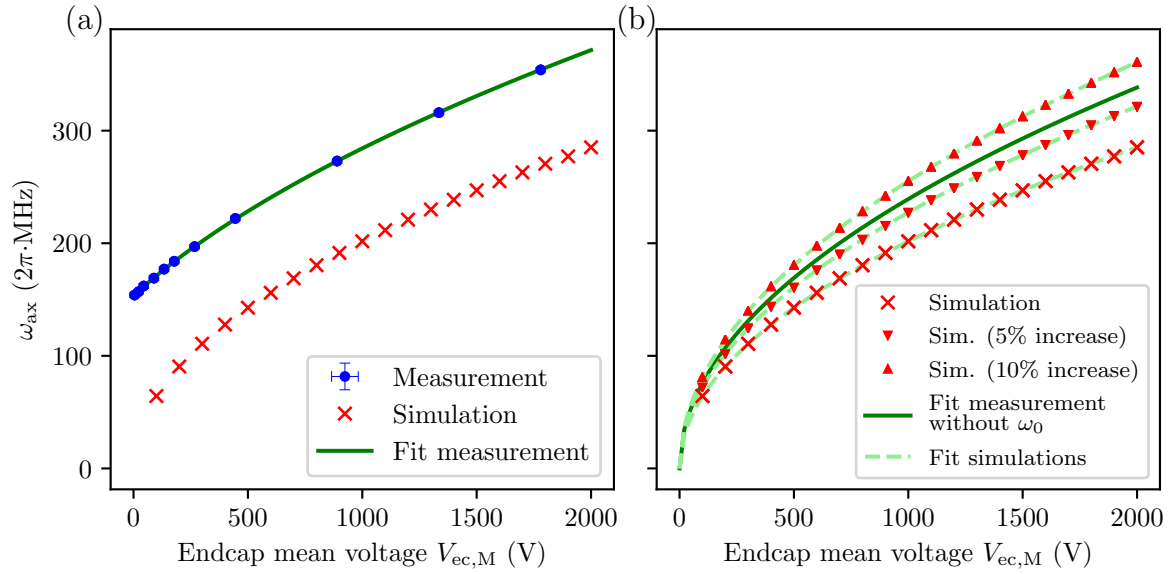 (a)
(b)
ω_ax (2π·MHz)
300
200
100
0
Measurement
Simulation
Fit measurement
Simulation
Sim. (5% increase)
Sim. (10% increase)
Fit measurement
without ω₀
Fit simulations
0 500 1000 1500 2000
0 500 1000 1500 2000
Endcap mean voltage V_ec,M (V)
Endcap mean voltage V_ec,M (V)